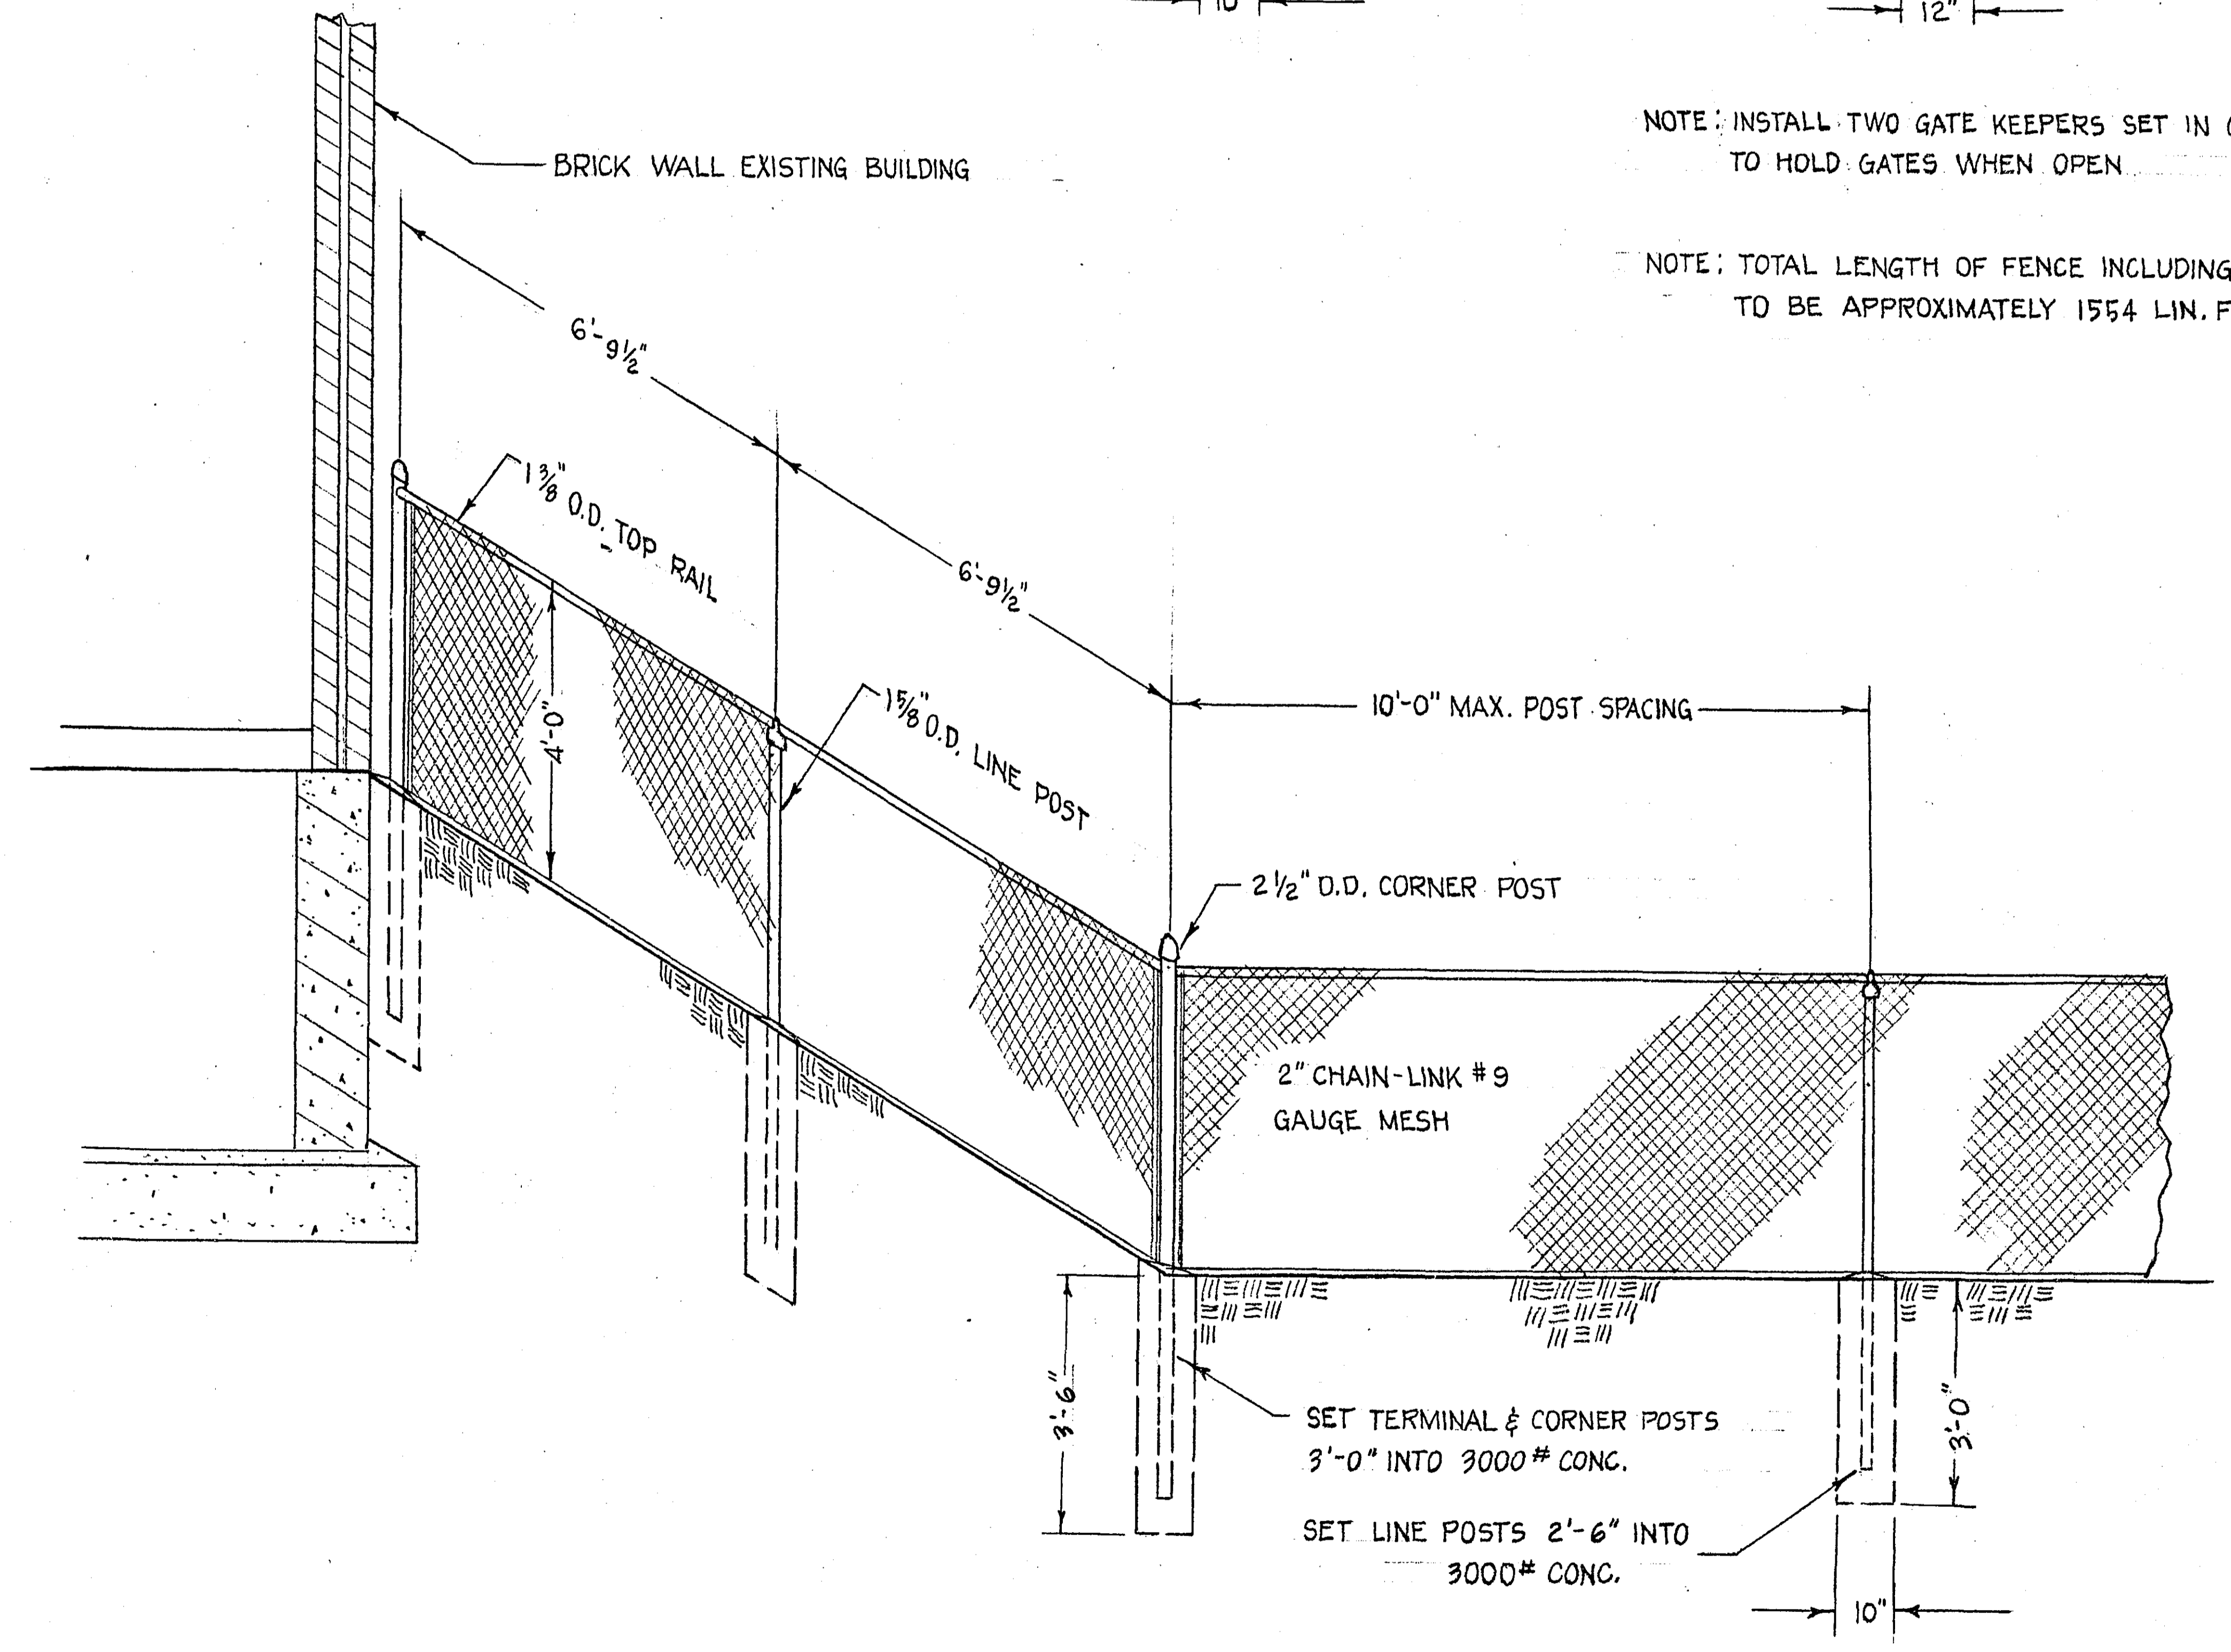 10"
12"
BRICK WALL EXISTING BUILDING
NOTE: INSTALL TWO GATE KEEPERS SET IN
TO HOLD GATES WHEN OPEN
NOTE: TOTAL LENGTH OF FENCE INCLUDING
TO BE APPROXIMATELY 1554 LIN. F
6'-9½"
1⅜" O.D. TOP RAIL
6'-9½"
4'-0"
1⅝" O.D. LINE POST
10'-0" MAX. POST SPACING
2½" O.D. CORNER POST
2" CHAIN-LINK #9
GAUGE MESH
3'-6"
SET TERMINAL & CORNER POSTS
3'-0" INTO 3000# CONC.
3'-0"
SET LINE POSTS 2'-6" INTO
3000# CONC.
10"